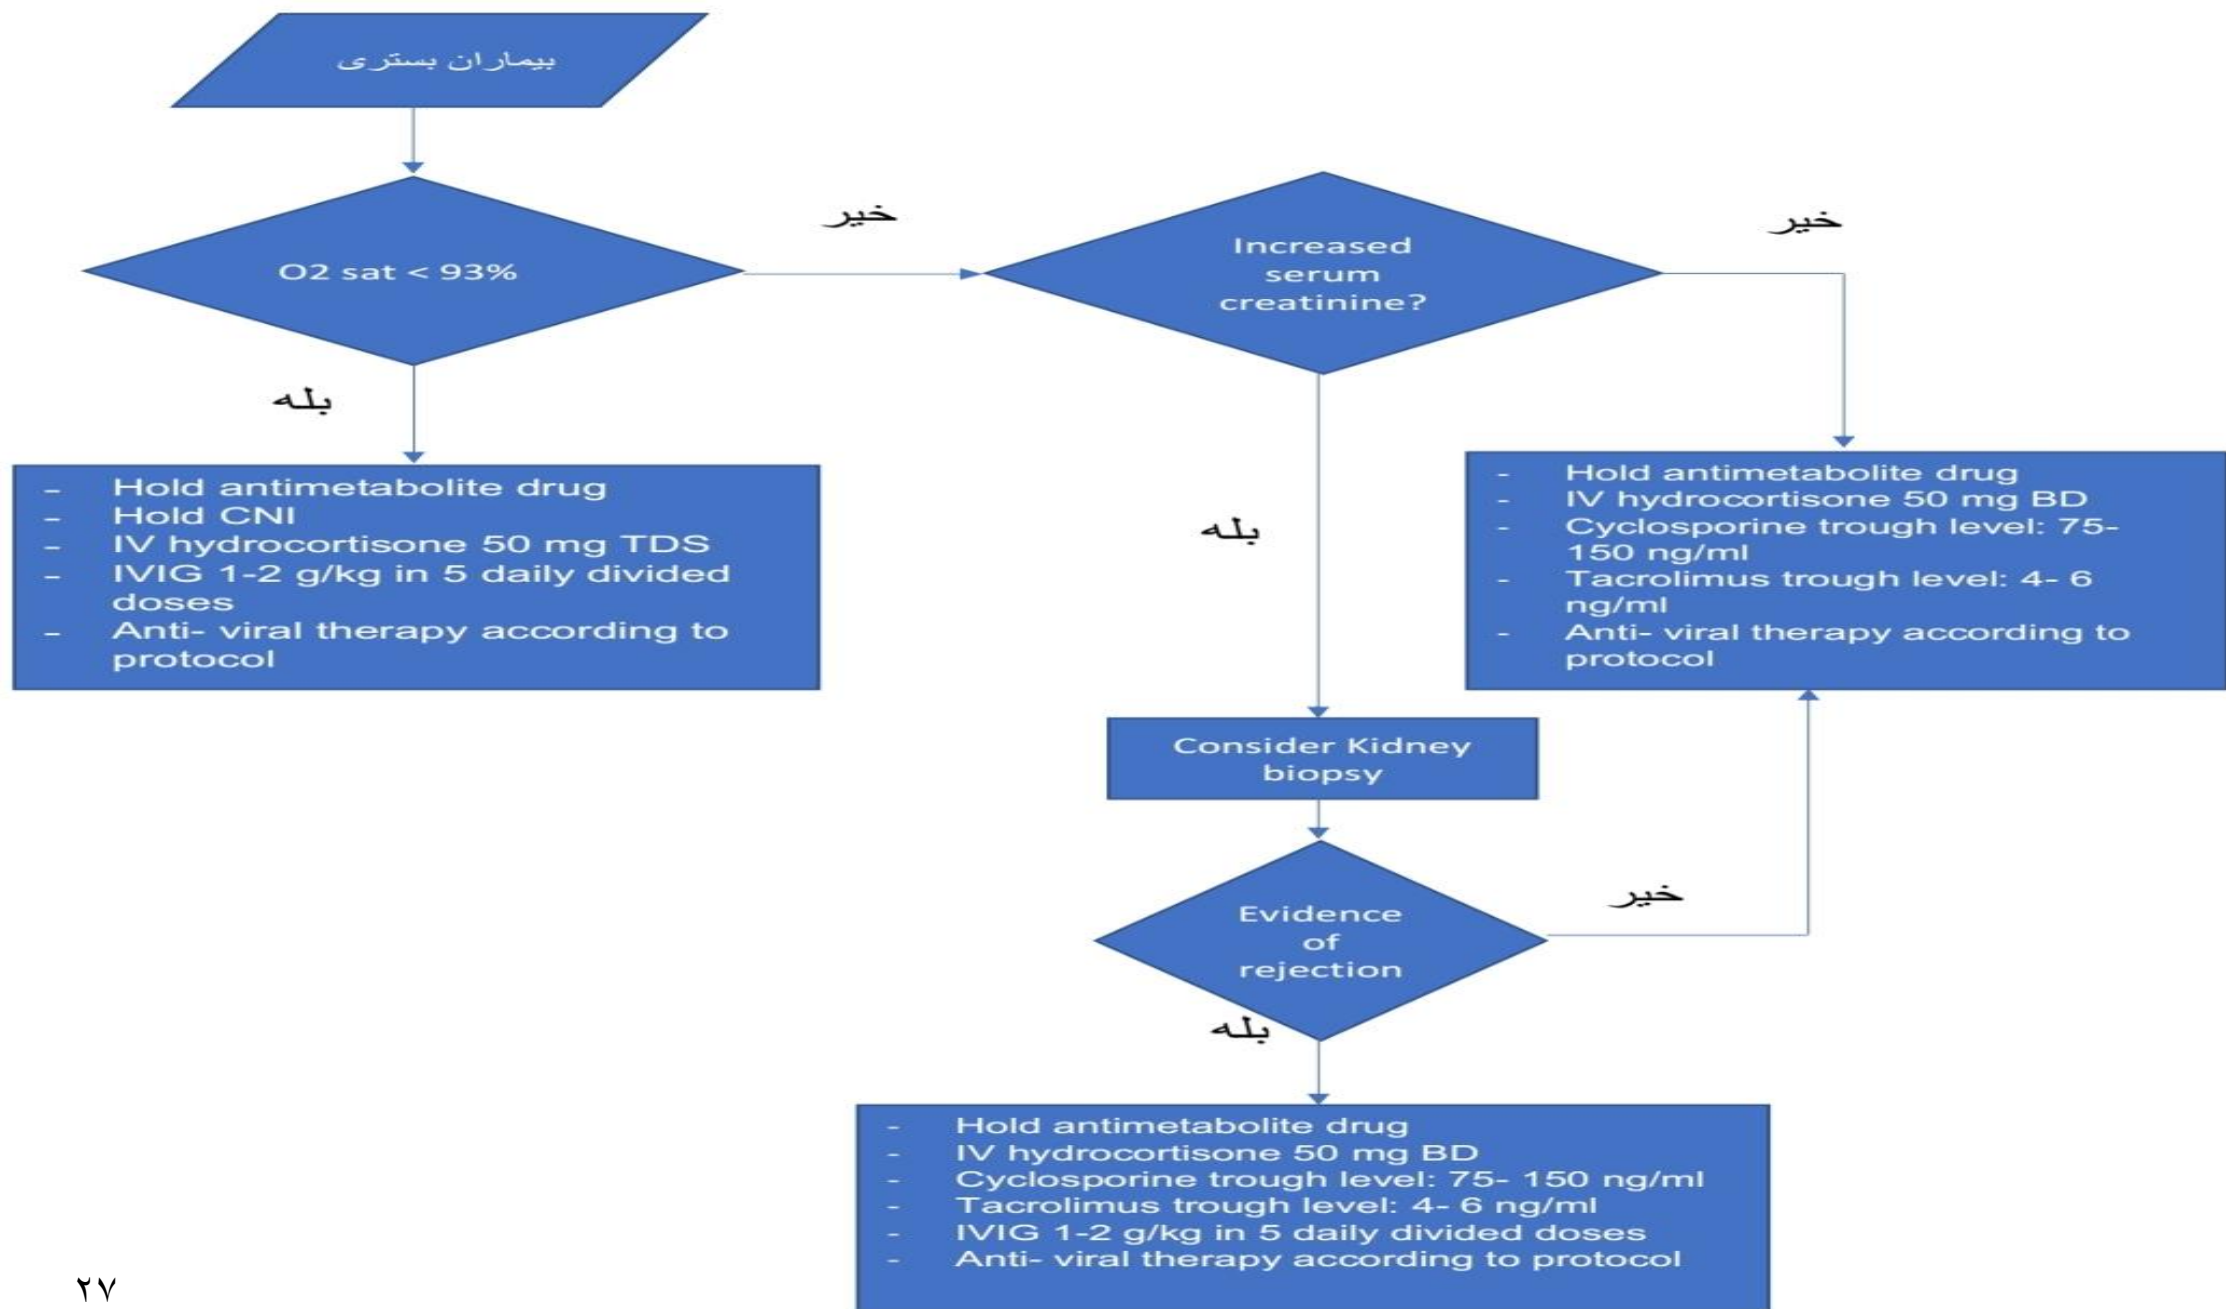 بیماران بستری
O2 sat < 93%
خیر
Increased
serum
creatinine?
خیر
بله
- Hold antimetabolite drug
- Hold CNI
- IV hydrocortisone 50 mg TDS
- IVIG 1-2 g/kg in 5 daily divided
doses
- Anti- viral therapy according to
protocol
بله
- Hold antimetabolite drug
- IV hydrocortisone 50 mg BD
- Cyclosporine trough level: 75-
150 ng/ml
- Tacrolimus trough level: 4- 6
ng/ml
- Anti- viral therapy according to
protocol
Consider Kidney
biopsy
Evidence
of
rejection
خیر
بله
- Hold antimetabolite drug
- IV hydrocortisone 50 mg BD
- Cyclosporine trough level: 75- 150 ng/ml
- Tacrolimus trough level: 4- 6 ng/ml
- IVIG 1-2 g/kg in 5 daily divided doses
- Anti- viral therapy according to protocol
۲۷